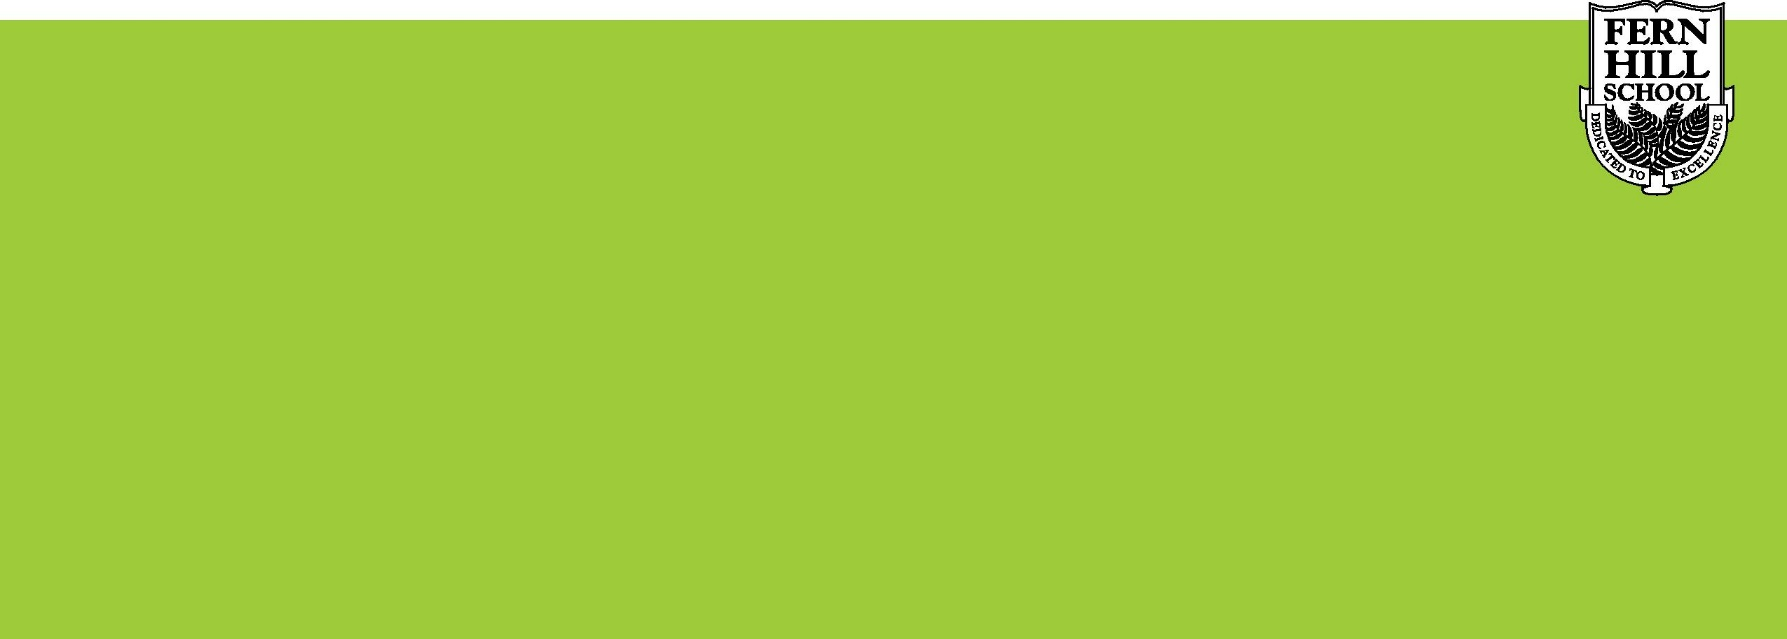 FERN
HILL
SCHOOL
DEDICATED TO EXCELLENCE